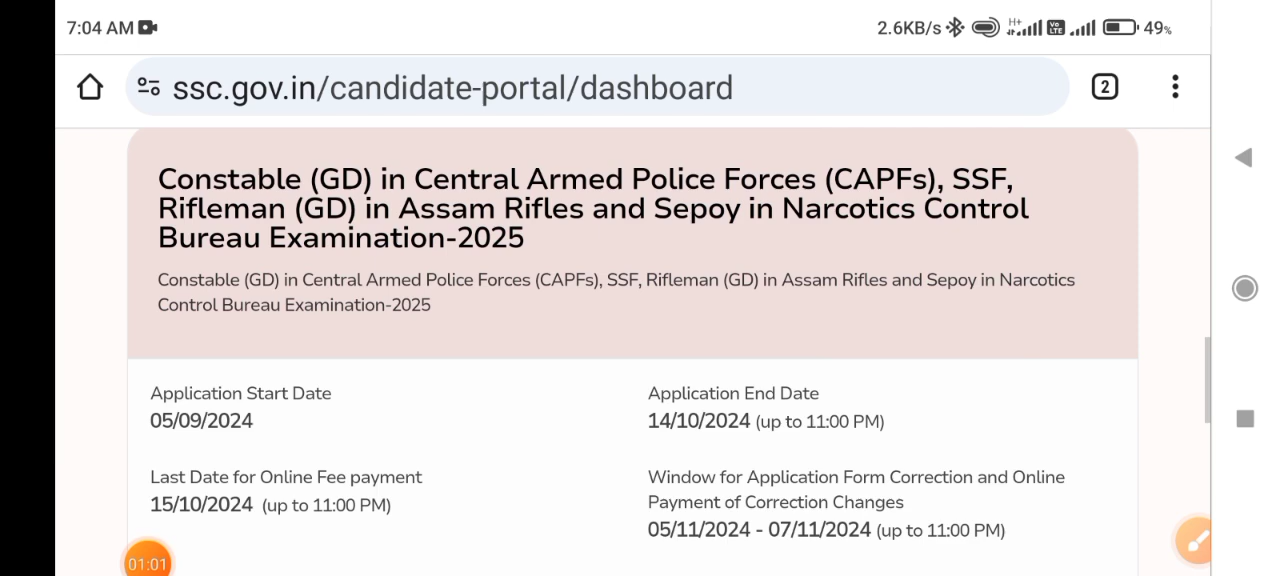 7:04 AM 2.6KB/s H+ Vo LTE 49%
ssc.gov.in/candidate-portal/dashboard 2
Constable (GD) in Central Armed Police Forces (CAPFs), SSF,
Rifleman (GD) in Assam Rifles and Sepoy in Narcotics Control
Bureau Examination-2025
Constable (GD) in Central Armed Police Forces (CAPFs), SSF, Rifleman (GD) in Assam Rifles and Sepoy in Narcotics
Control Bureau Examination-2025
Application Start Date
05/09/2024
Application End Date
14/10/2024 (up to 11:00 PM)
Last Date for Online Fee payment
15/10/2024 (up to 11:00 PM)
Window for Application Form Correction and Online
Payment of Correction Changes
05/11/2024 - 07/11/2024 (up to 11:00 PM)
01:01